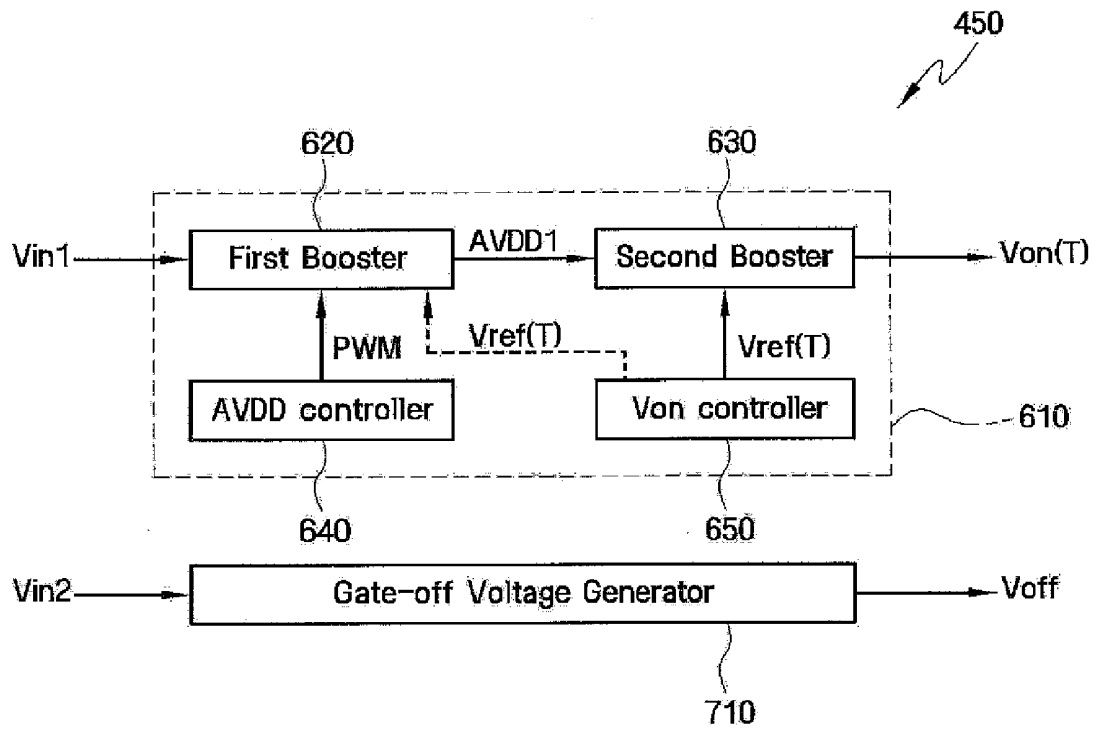 450
620
630
Vin1
First Booster
AVDD1
Second Booster
Von(T)
PWM
Vref(T)
Vref(T)
AVDD controller
Von controller
610
640
650
Vin2
Gate-off Voltage Generator
Voff
710